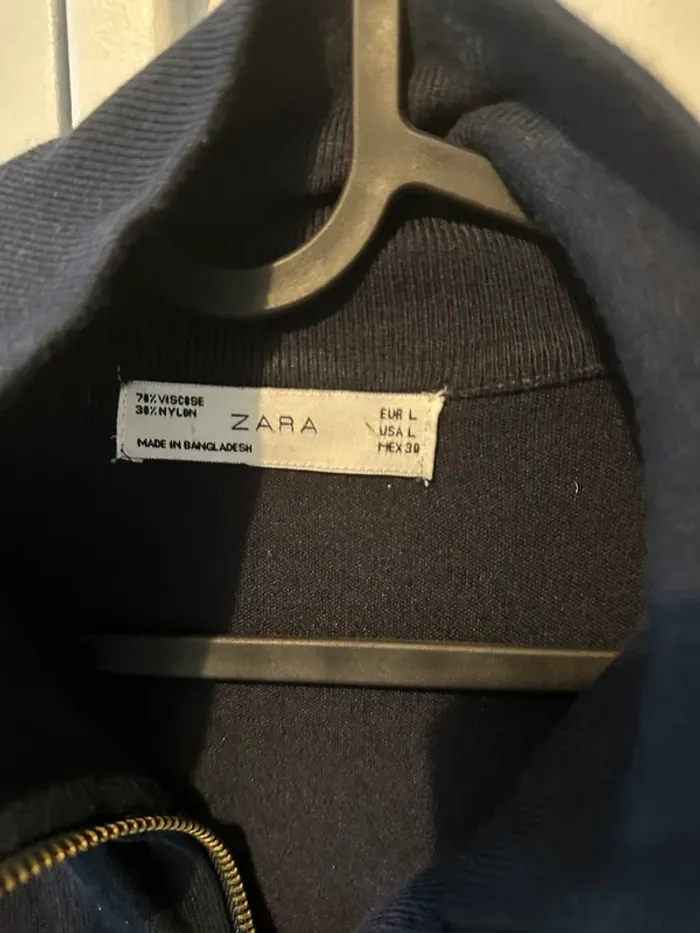 70% VISCOSE
30% NYLON
ZARA
MADE IN BANGLADESH
EUR L
USA L
MEX 30